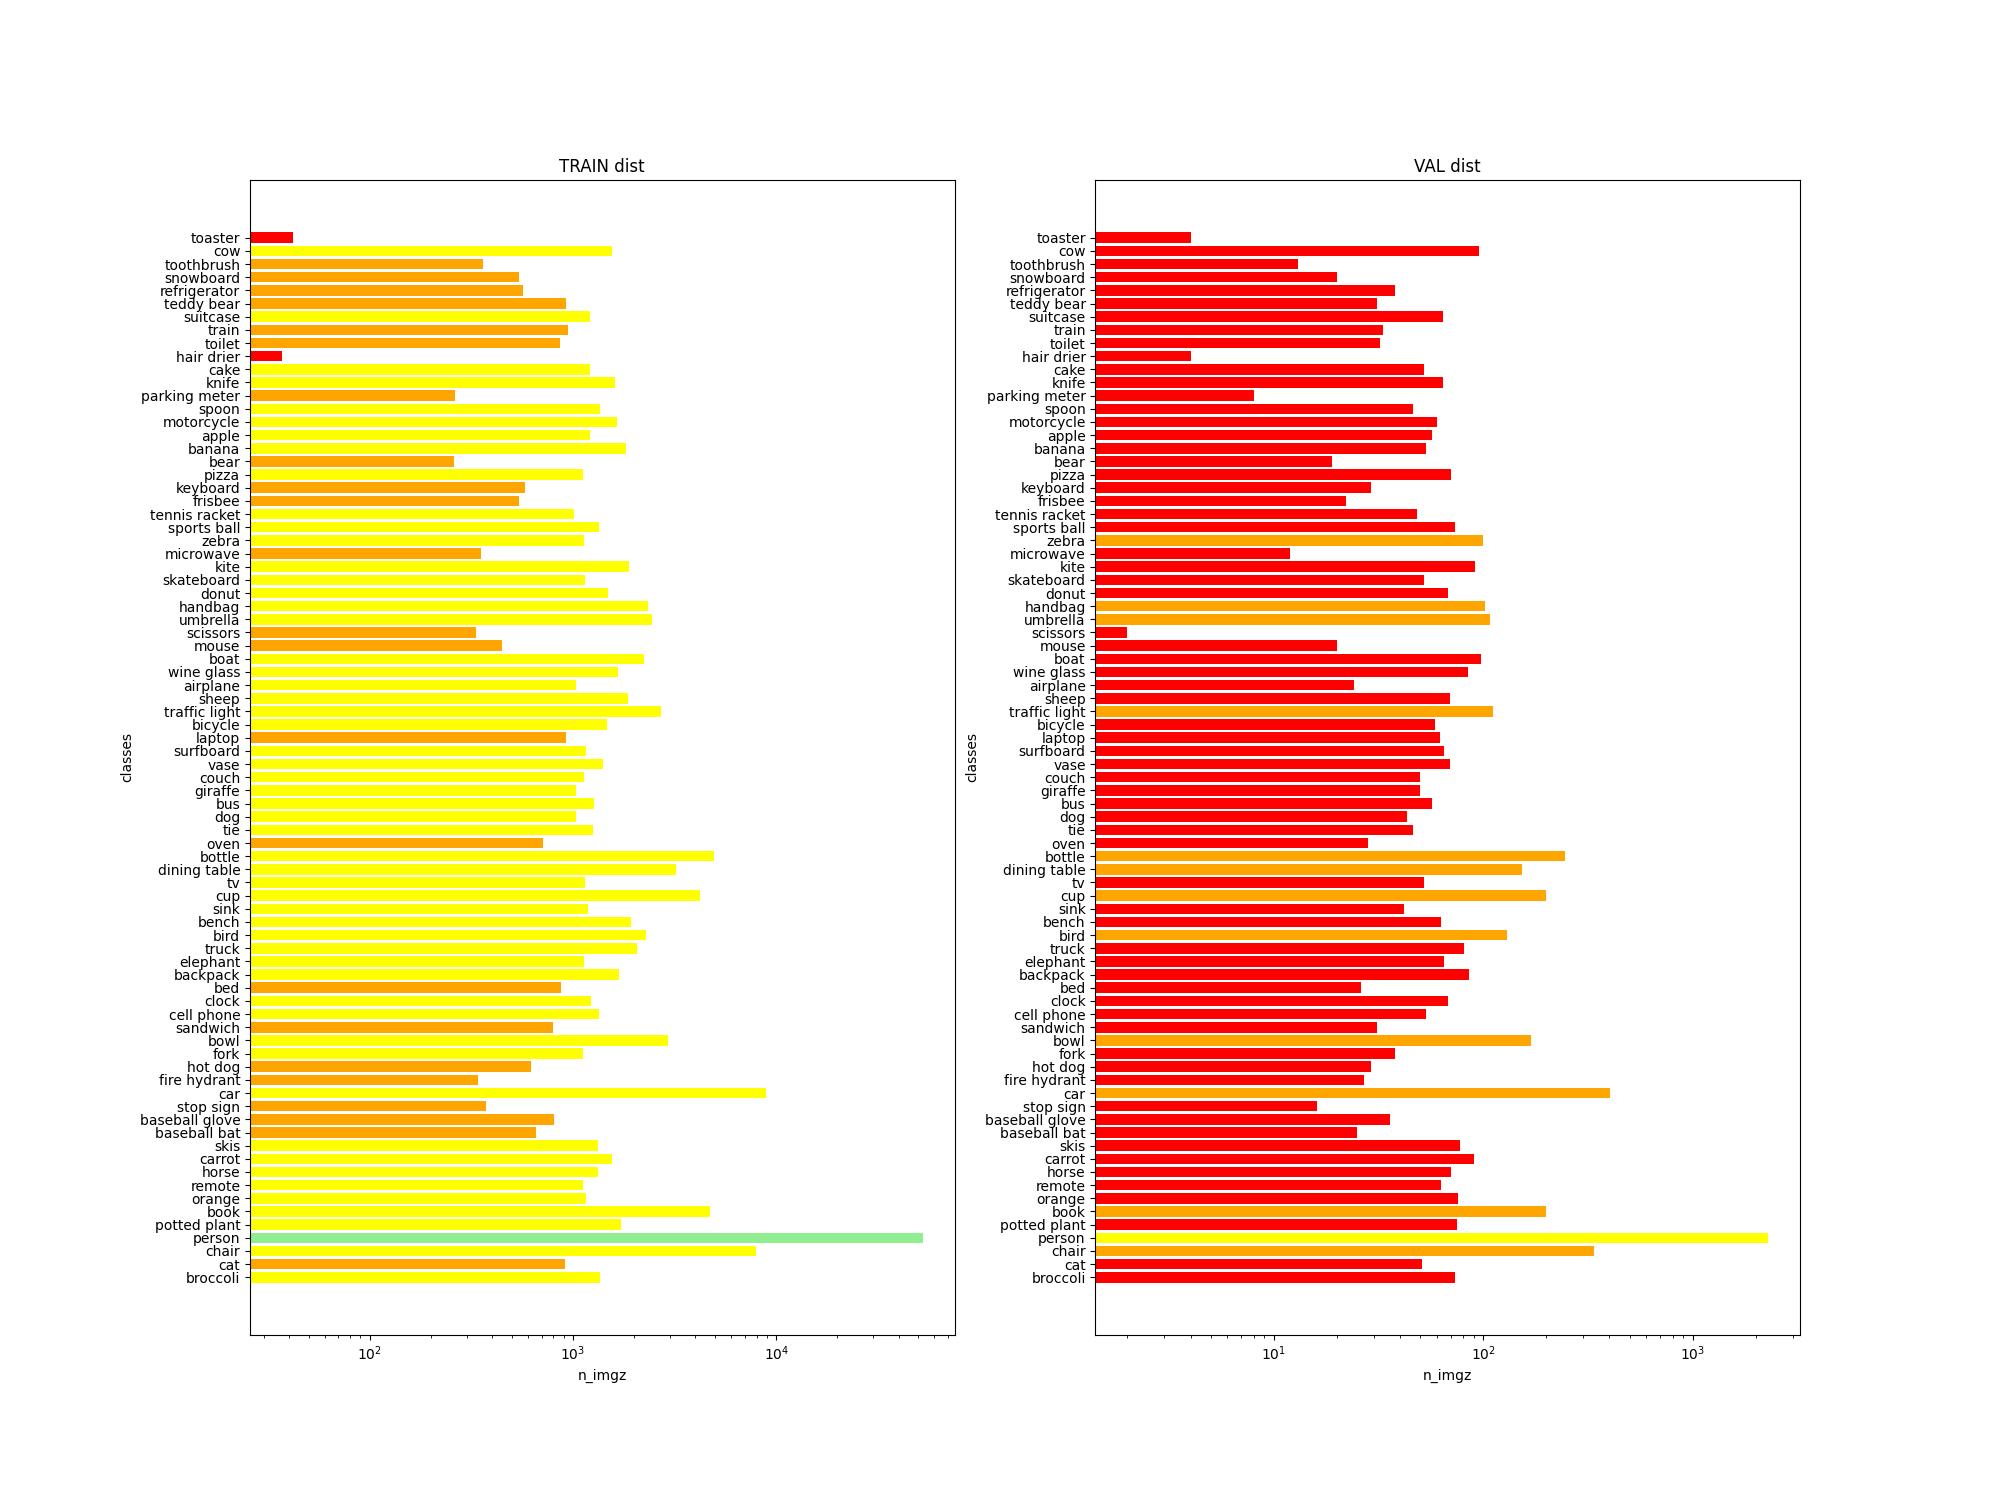 TRAIN dist
toaster
cow
toothbrush
snowboard
refrigerator
teddy bear
suitcase
train
toilet
hair drier
cake
knife
parking meter
spoon
motorcycle
apple
banana
bear
pizza
keyboard
frisbee
tennis racket
sports ball
zebra
microwave
kite
skateboard
donut
handbag
umbrella
scissors
mouse
boat
wine glass
airplane
sheep
traffic light
bicycle
laptop
surfboard
vase
couch
giraffe
bus
dog
tie
oven
bottle
dining table
tv
cup
sink
bench
bird
truck
elephant
backpack
bed
clock
cell phone
sandwich
bowl
fork
hot dog
fire hydrant
car
stop sign
baseball glove
baseball bat
skis
carrot
horse
remote
orange
book
potted plant
person
chair
cat
broccoli
classes
10² 10³ 10⁴
n_imgz
VAL dist
toaster
cow
toothbrush
snowboard
refrigerator
teddy bear
suitcase
train
toilet
hair drier
cake
knife
parking meter
spoon
motorcycle
apple
banana
bear
pizza
keyboard
frisbee
tennis racket
sports ball
zebra
microwave
kite
skateboard
donut
handbag
umbrella
scissors
mouse
boat
wine glass
airplane
sheep
traffic light
bicycle
laptop
surfboard
vase
couch
giraffe
bus
dog
tie
oven
bottle
dining table
tv
cup
sink
bench
bird
truck
elephant
backpack
bed
clock
cell phone
sandwich
bowl
fork
hot dog
fire hydrant
car
stop sign
baseball glove
baseball bat
skis
carrot
horse
remote
orange
book
potted plant
person
chair
cat
broccoli
classes
10¹ 10² 10³
n_imgz